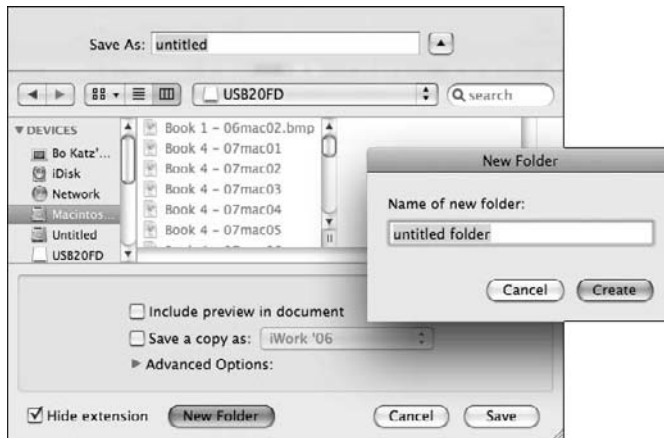 Save As: untitled
USB20FD
search
DEVICES
Bo Katz'...
iDisk
Network
Macintos...
Untitled
USB20FD
Book 1 – 06mac02.bmp
Book 4 – 07mac01
Book 4 – 07mac02
Book 4 – 07mac03
Book 4 – 07mac04
Book 4 – 07mac05
New Folder
Name of new folder:
untitled folder
Cancel
Create
Include preview in document
Save a copy as: iWork '06
Advanced Options:
Hide extension
New Folder
Cancel
Save